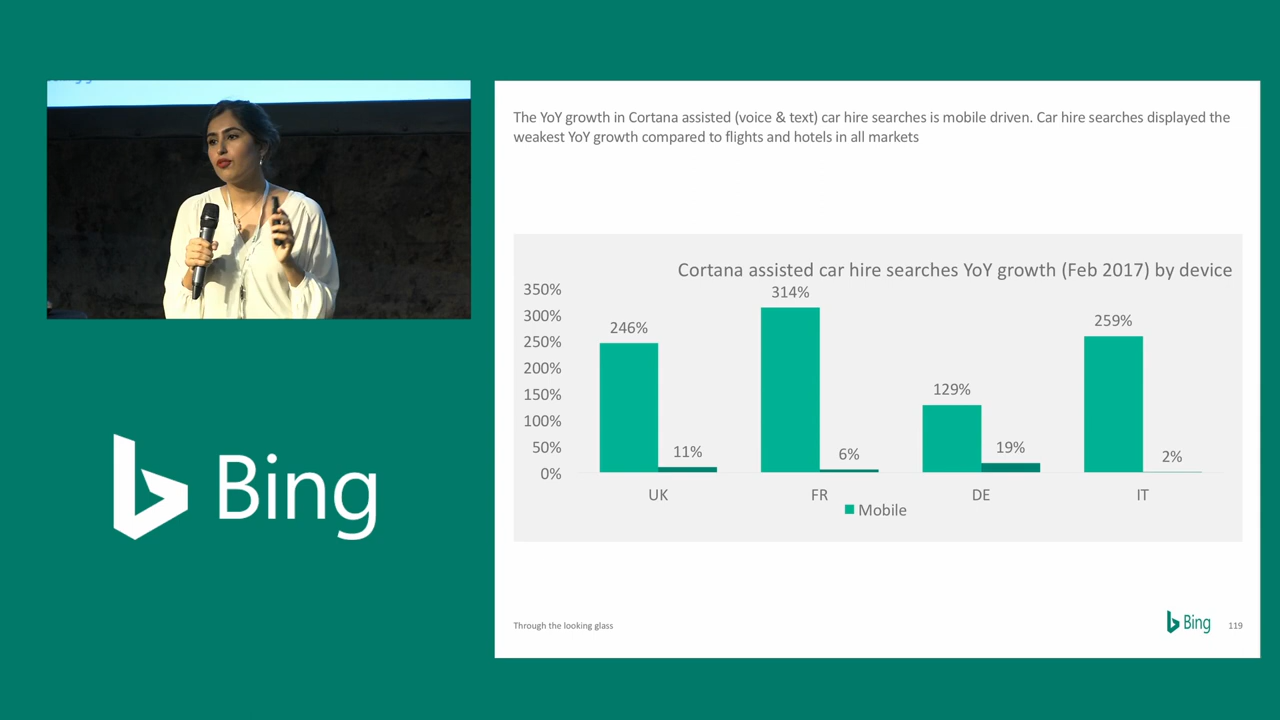 The YoY growth in Cortana assisted (voice & text) car hire searches is mobile driven. Car hire searches displayed the
weakest YoY growth compared to flights and hotels in all markets
Cortana assisted car hire searches YoY growth (Feb 2017) by device
350%
300%
250%
200%
150%
100%
50%
0%
246%
11%
314%
6%
129%
19%
259%
2%
UK
FR
DE
IT
Mobile
Bing
Through the looking glass
Bing
119